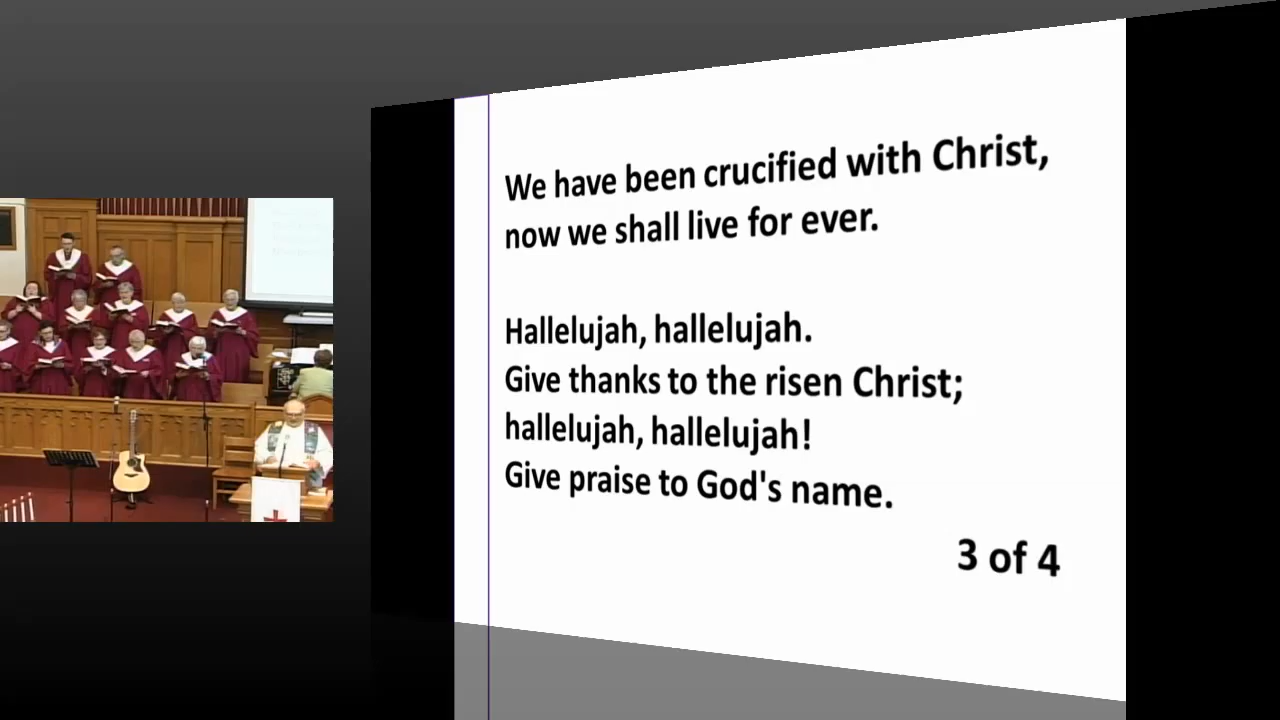 We have been crucified with Christ,
now we shall live for ever.
Hallelujah, hallelujah.
Give thanks to the risen Christ;
hallelujah, hallelujah!
Give praise to God's name.
3 of 4